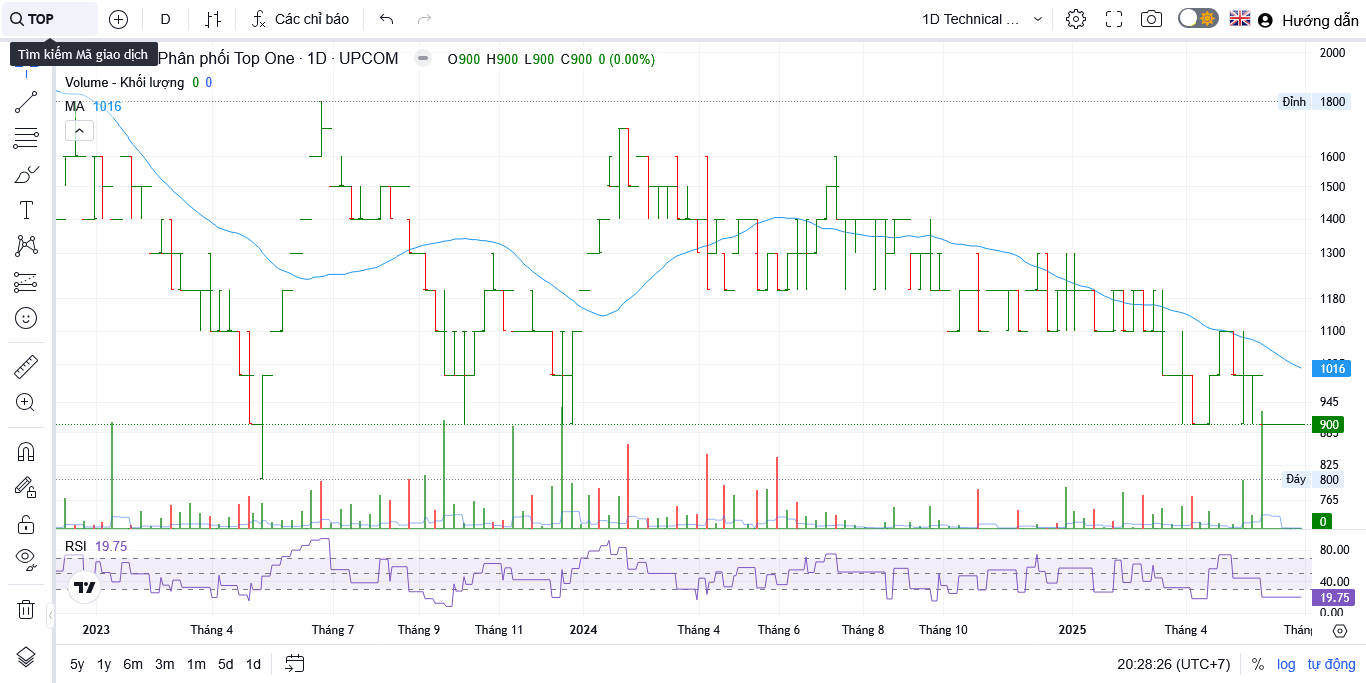 TOP D Các chỉ báo 1D Technical ... Hướng dẫn
Tìm kiếm Mã giao dịch
Phân phối Top One · 1D · UPCOM O900 H900 L900 C900 0 (0.00%)
Volume - Khối lượng 0 0
MA 1016
2000
Đỉnh 1800
1600
1500
1400
1300
1180
1100
1016
945
900
825
Đáy 800
765
0
RSI 19.75
80.00
40.00
19.75
0.00
2023 Tháng 4 Tháng 7 Tháng 9 Tháng 11 2024 Tháng 4 Tháng 6 Tháng 8 Tháng 10 2025 Tháng 4 Tháng
5y 1y 6m 3m 1m 5d 1d 20:28:26 (UTC+7) % log tự động